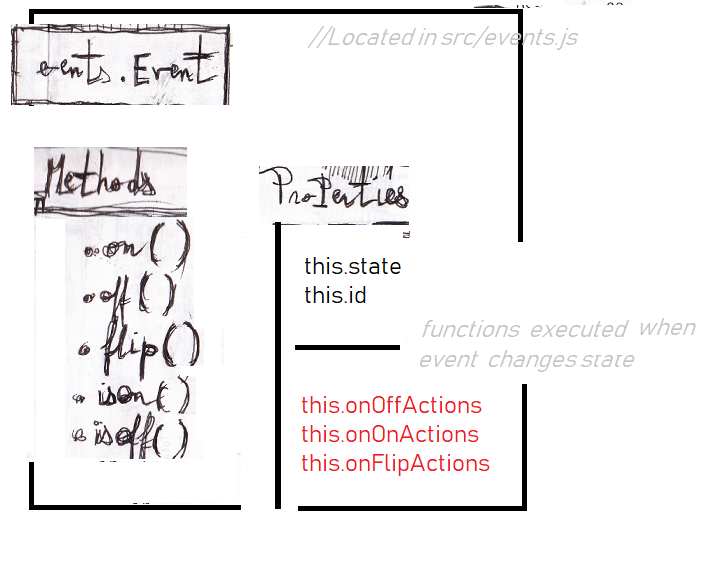 //Located in src/events.js
events.Event
Methods
Properties
.on()
.off()
.flip()
.ison()
.isoff()
this.state
this.id
functions executed when
event changes state
this.onOffActions
this.onOnActions
this.onFlipActions